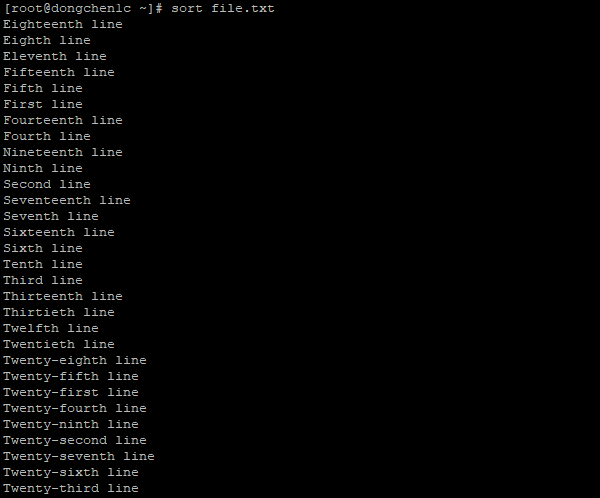 [root@dongchenlc ~]# sort file.txt
Eighteenth line
Eighth line
Eleventh line
Fifteenth line
Fifth line
First line
Fourteenth line
Fourth line
Nineteenth line
Ninth line
Second line
Seventeenth line
Seventh line
Sixteenth line
Sixth line
Tenth line
Third line
Thirteenth line
Thirtieth line
Twelfth line
Twentieth line
Twenty-eighth line
Twenty-fifth line
Twenty-first line
Twenty-fourth line
Twenty-ninth line
Twenty-second line
Twenty-seventh line
Twenty-sixth line
Twenty-third line